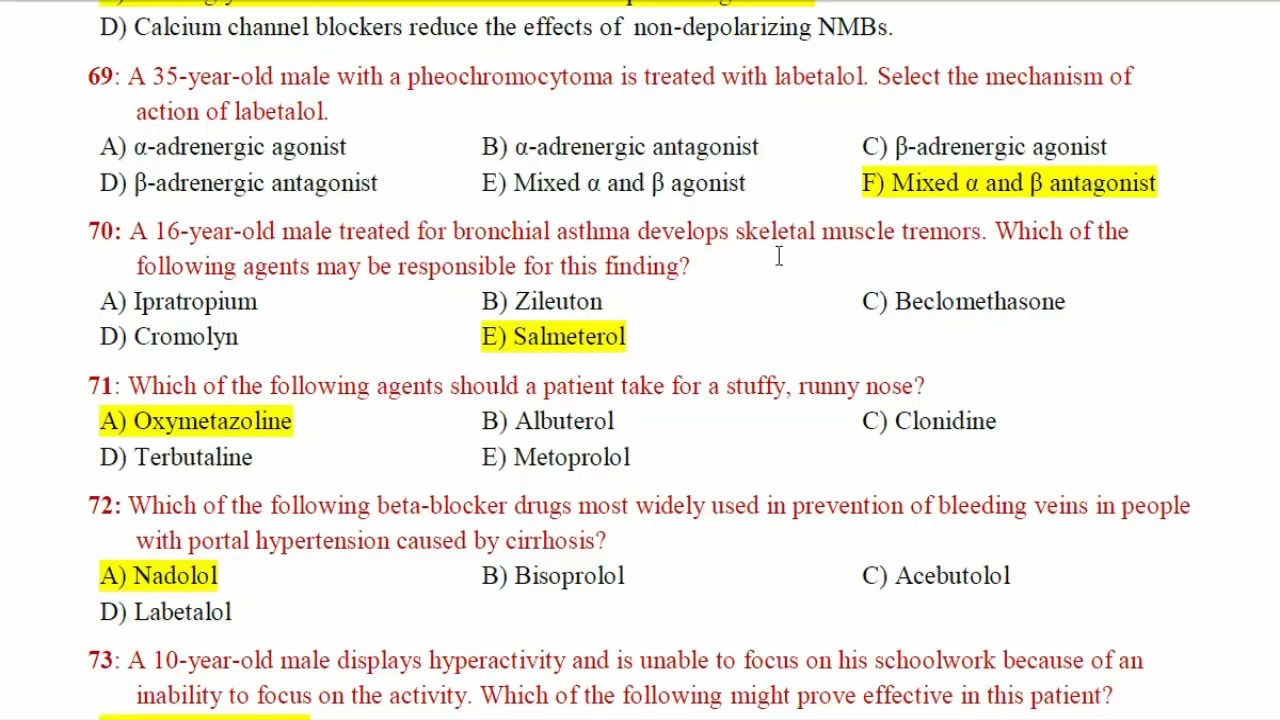 D) Calcium channel blockers reduce the effects of non-depolarizing NMBs.
69: A 35-year-old male with a pheochromocytoma is treated with labetalol. Select the mechanism of
action of labetalol.
A) α-adrenergic agonist B) α-adrenergic antagonist C) β-adrenergic agonist
D) β-adrenergic antagonist E) Mixed α and β agonist F) Mixed α and β antagonist
70: A 16-year-old male treated for bronchial asthma develops skeletal muscle tremors. Which of the
following agents may be responsible for this finding?
A) Ipratropium B) Zileuton C) Beclomethasone
D) Cromolyn E) Salmeterol
71: Which of the following agents should a patient take for a stuffy, runny nose?
A) Oxymetazoline B) Albuterol C) Clonidine
D) Terbutaline E) Metoprolol
72: Which of the following beta-blocker drugs most widely used in prevention of bleeding veins in people
with portal hypertension caused by cirrhosis?
A) Nadolol B) Bisoprolol C) Acebutolol
D) Labetalol
73: A 10-year-old male displays hyperactivity and is unable to focus on his schoolwork because of an
inability to focus on the activity. Which of the following might prove effective in this patient?